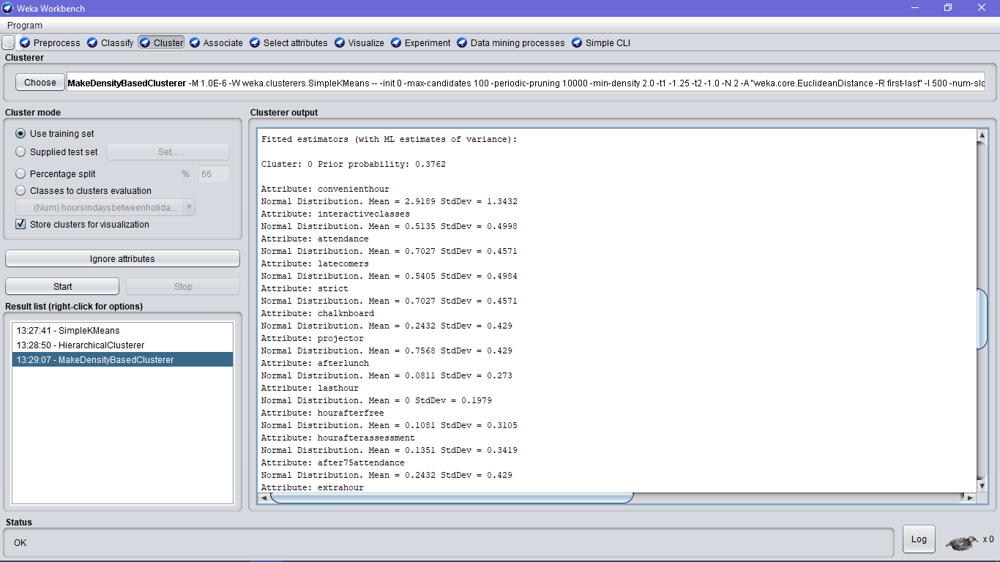 Weka Workbench
Program
Preprocess Classify Cluster Associate Select attributes Visualize Experiment Data mining processes Simple CLI
Clusterer
Choose MakeDensityBasedClusterer -M 1.0E-6 -W weka.clusterers.SimpleKMeans -- -init 0 -max-candidates 100 -periodic-pruning 10000 -min-density 2.0 -t1 -1.25 -t2 -1.0 -N 2 -A "weka.core.EuclideanDistance -R first-last" -I 500 -num-slo
Cluster mode
Use training set
Supplied test set Set...
Percentage split % 66
Classes to clusters evaluation
(Num) hoursindaysbetweenholida...
Store clusters for visualization
Ignore attributes
Start Stop
Result list (right-click for options)
13:27:41 - SimpleKMeans
13:28:50 - HierarchicalClusterer
13:29:07 - MakeDensityBasedClusterer
Clusterer output
Fitted estimators (with ML estimates of variance):
Cluster: 0 Prior probability: 0.3762
Attribute: convenienthour
Normal Distribution. Mean = 2.9189 StdDev = 1.3432
Attribute: interactiveclasses
Normal Distribution. Mean = 0.5135 StdDev = 0.4998
Attribute: attendance
Normal Distribution. Mean = 0.7027 StdDev = 0.4571
Attribute: latecomers
Normal Distribution. Mean = 0.5405 StdDev = 0.4984
Attribute: strict
Normal Distribution. Mean = 0.7027 StdDev = 0.4571
Attribute: chalknboard
Normal Distribution. Mean = 0.2432 StdDev = 0.429
Attribute: projector
Normal Distribution. Mean = 0.7568 StdDev = 0.429
Attribute: afterlunch
Normal Distribution. Mean = 0.0811 StdDev = 0.273
Attribute: lasthour
Normal Distribution. Mean = 0 StdDev = 0.1979
Attribute: hourafterfree
Normal Distribution. Mean = 0.1081 StdDev = 0.3105
Attribute: hourafterassessment
Normal Distribution. Mean = 0.1351 StdDev = 0.3419
Attribute: after75attendance
Normal Distribution. Mean = 0.2432 StdDev = 0.429
Attribute: extrahour
Status
OK
Log x 0